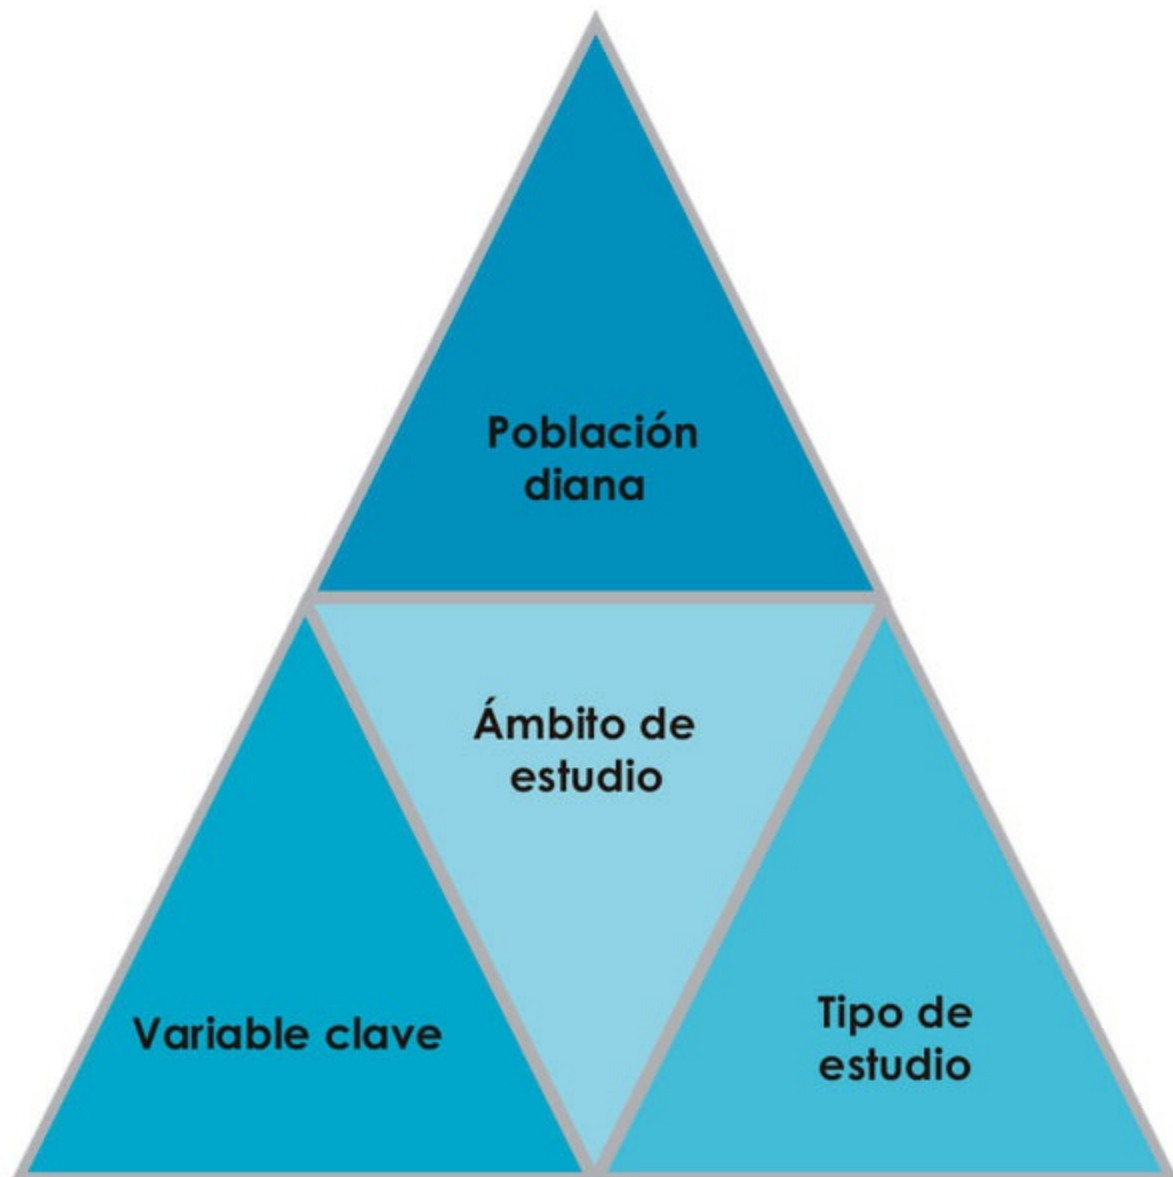 Población
diana
Ámbito de
estudio
Variable clave
Tipo de
estudio